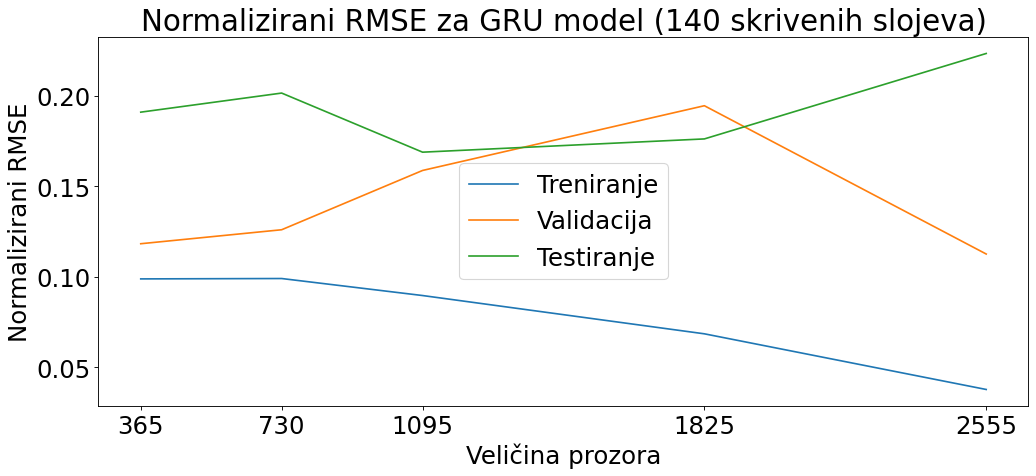 Normalizirani RMSE za GRU model (140 skrivenih slojeva)
Normalizirani RMSE
0.20
0.15
0.10
0.05
Treniranje
Validacija
Testiranje
365 730 1095 1825 2555
Veličina prozora